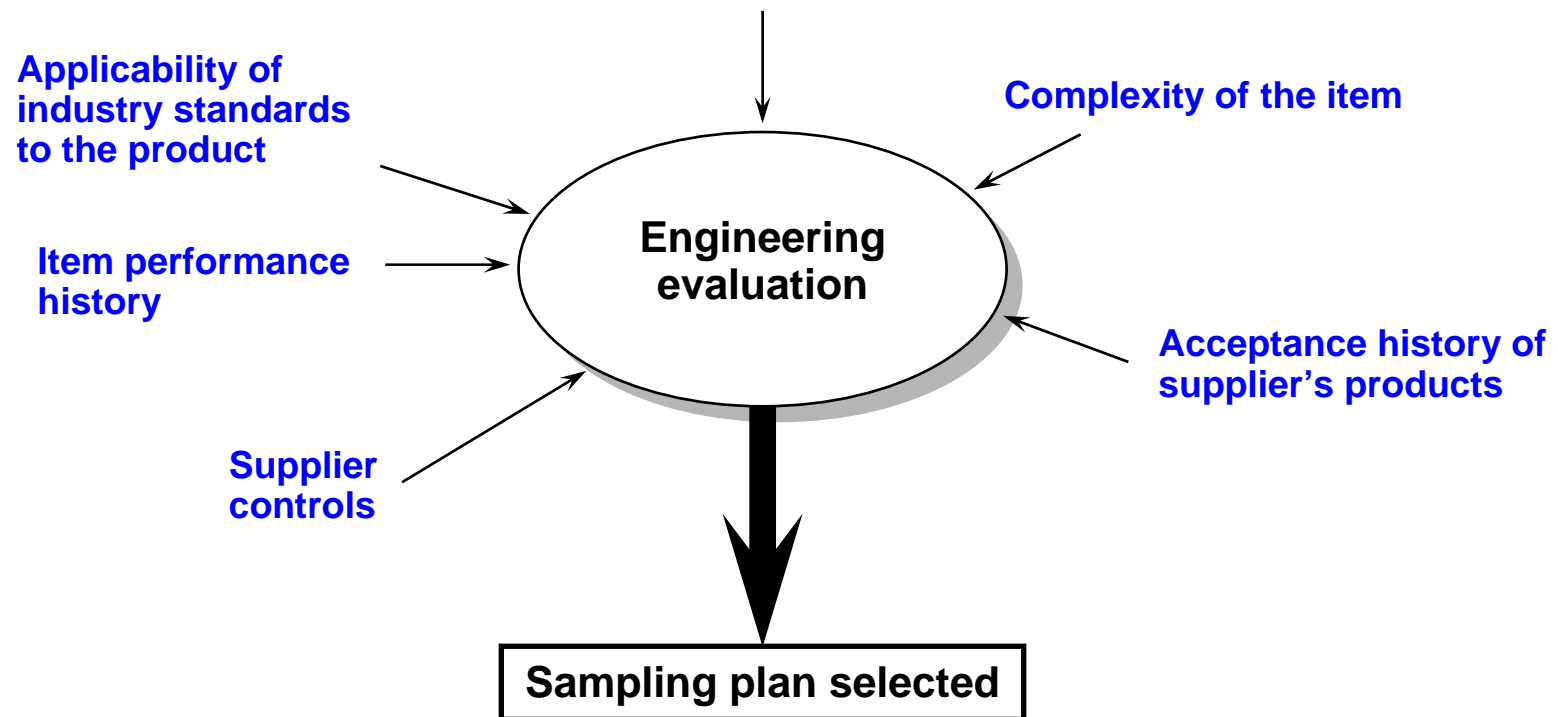 Applicability of
industry standards
to the product
Complexity of the item
Engineering
evaluation
Item performance
history
Acceptance history of
supplier’s products
Supplier
controls
Sampling plan selected